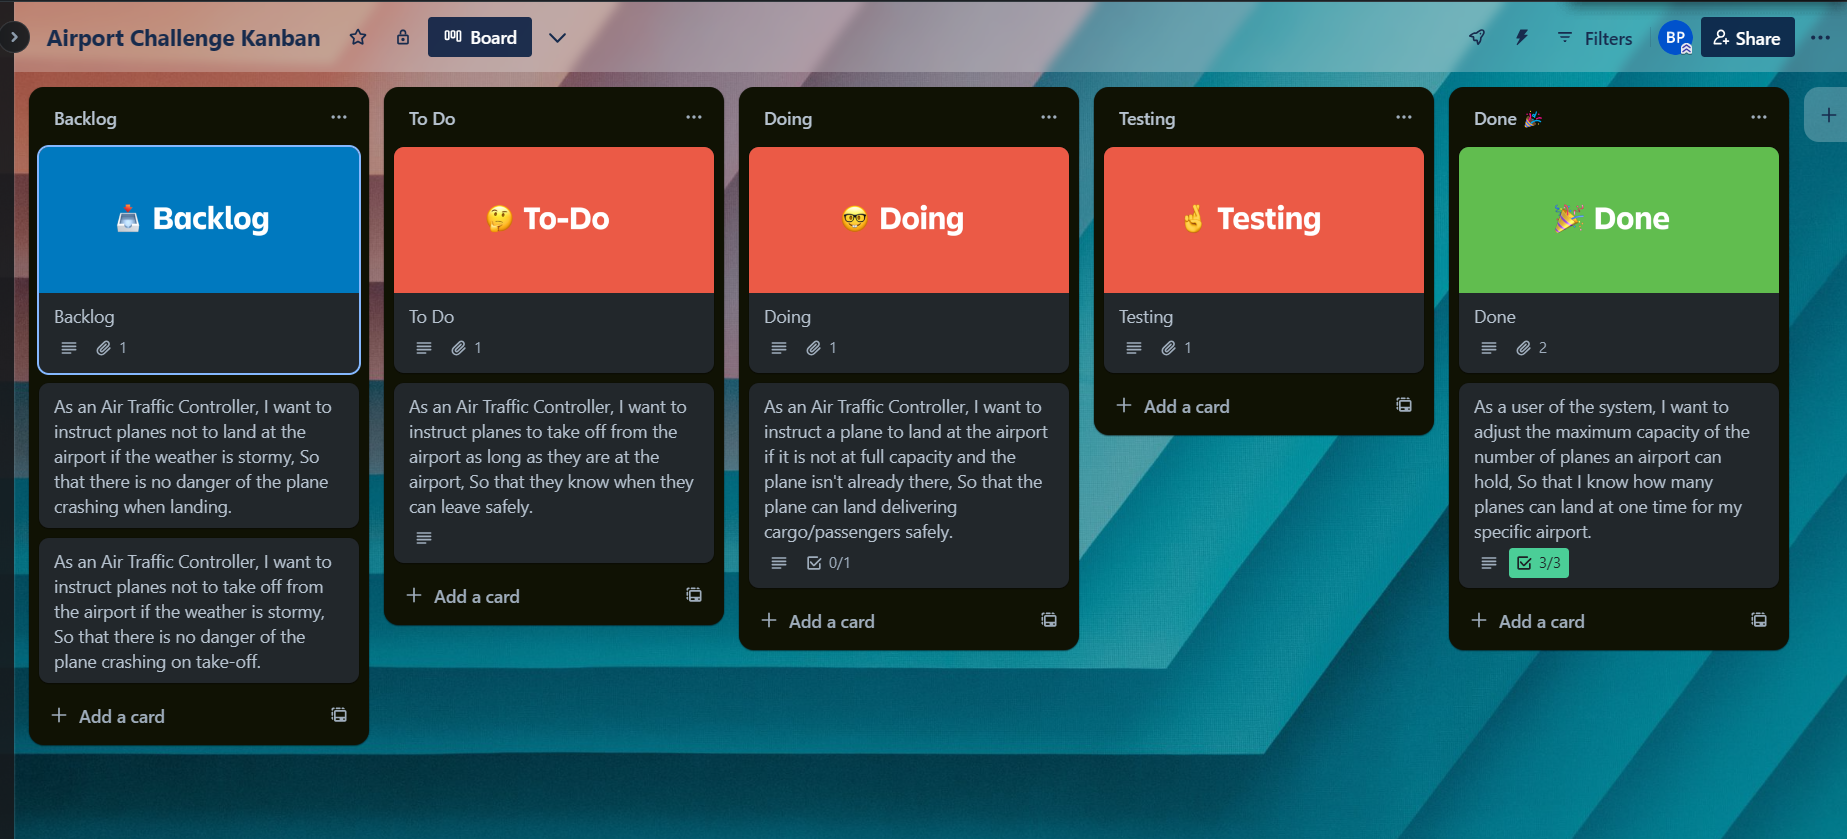 Airport Challenge Kanban
Board
Filters
BP
Share
Backlog
Backlog
Backlog
1
As an Air Traffic Controller, I want to
instruct planes not to land at the
airport if the weather is stormy, So
that there is no danger of the plane
crashing when landing.
As an Air Traffic Controller, I want to
instruct planes not to take off from
the airport if the weather is stormy,
So that there is no danger of the
plane crashing on take-off.
Add a card
To Do
To-Do
To Do
1
As an Air Traffic Controller, I want to
instruct planes to take off from the
airport as long as they are at the
airport, So that they know when they
can leave safely.
Add a card
Doing
Doing
Doing
1
As an Air Traffic Controller, I want to
instruct a plane to land at the airport
if it is not at full capacity and the
plane isn't already there, So that the
plane can land delivering
cargo/passengers safely.
0/1
Add a card
Testing
Testing
Testing
1
Add a card
Done 🎉
Done
Done
2
As a user of the system, I want to
adjust the maximum capacity of the
number of planes an airport can
hold, So that I know how many
planes can land at one time for my
specific airport.
3/3
Add a card